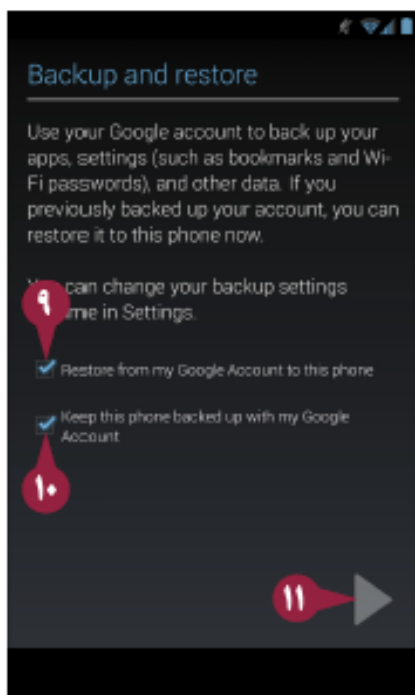 Backup and restore
Use your Google account to back up your
apps, settings (such as bookmarks and Wi-
Fi passwords), and other data. If you
previously backed up your account, you can
restore it to this phone now.
can change your backup settings
in Settings.
۹
Restore from my Google Account to this phone
Keep this phone backed up with my Google
Account
۱۰
۱۱